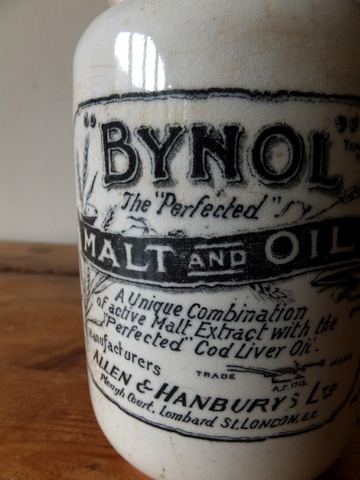 "BYNOL"
The "Perfected"
MALT AND OIL
A Unique Combination
of active Malt Extract with the
"Perfected" Cod Liver Oil.
Manufacturers
TRADE MARK
A.D. 1715.
ALLEN & HANBURYS LTD
Plough Court, Lombard St. LONDON, E.C.